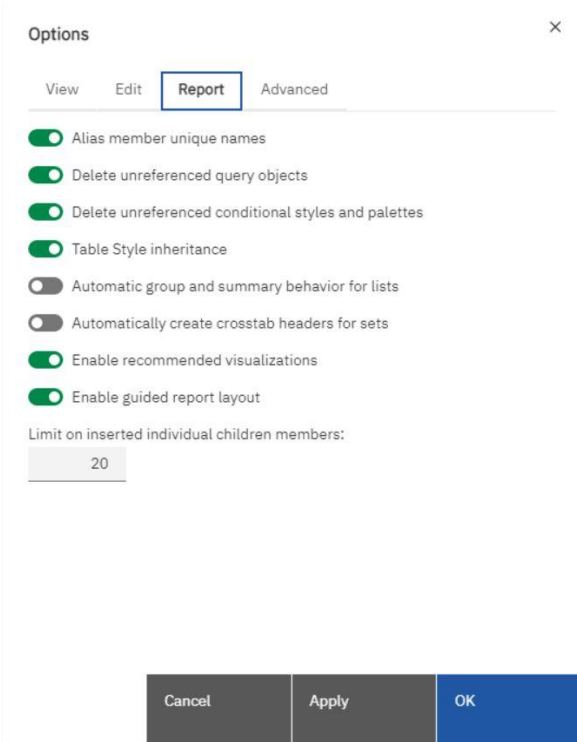 Options
View Edit Report Advanced
Alias member unique names
Delete unreferenced query objects
Delete unreferenced conditional styles and palettes
Table Style inheritance
Automatic group and summary behavior for lists
Automatically create crosstab headers for sets
Enable recommended visualizations
Enable guided report layout
Limit on inserted individual children members:
20
Cancel Apply OK